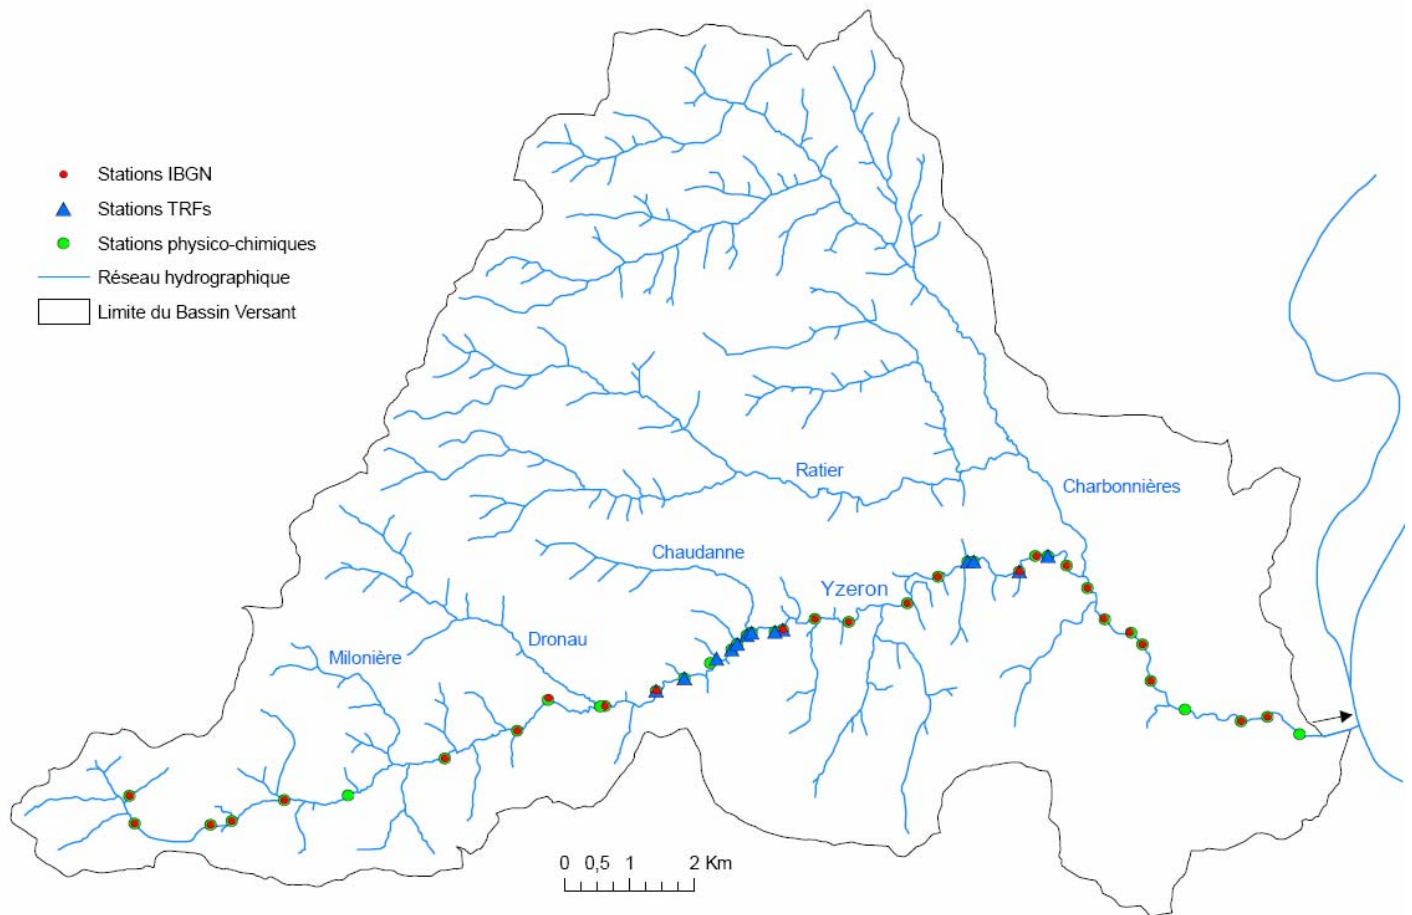 Stations IBGN
Stations TRFs
Stations physico-chimiques
Réseau hydrographique
Limite du Bassin Versant
Ratier
Charbonnières
Chaudanne
Yzeron
Dronau
Milonière
0 0,5 1 2 Km